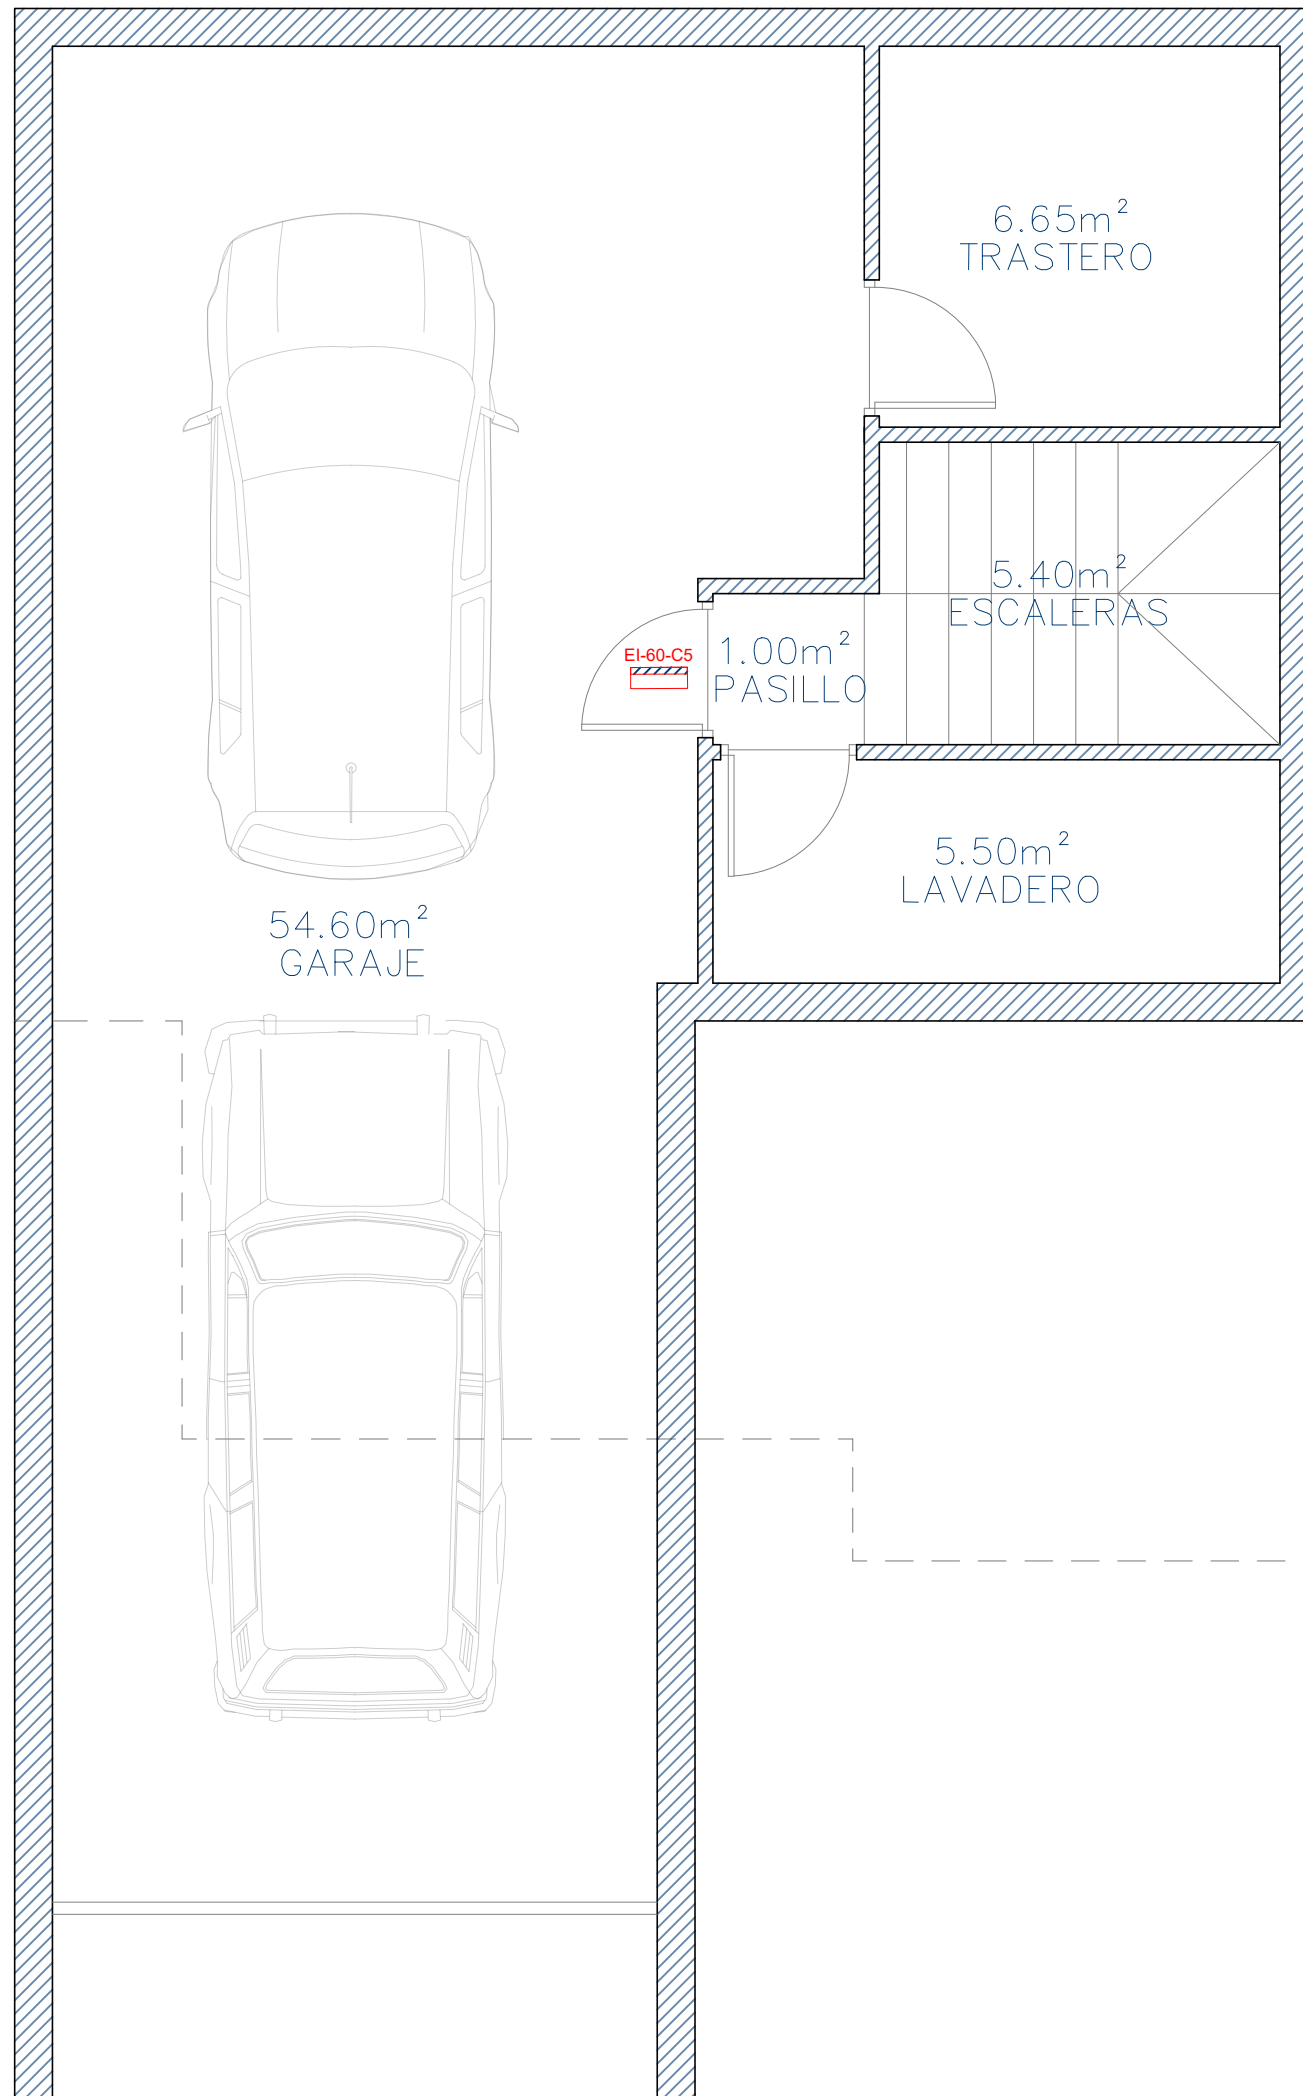 6.65m²
TRASTERO
5.40m²
ESCALERAS
EI-60-C5
1.00m²
PASILLO
5.50m²
LAVADERO
54.60m²
GARAJE